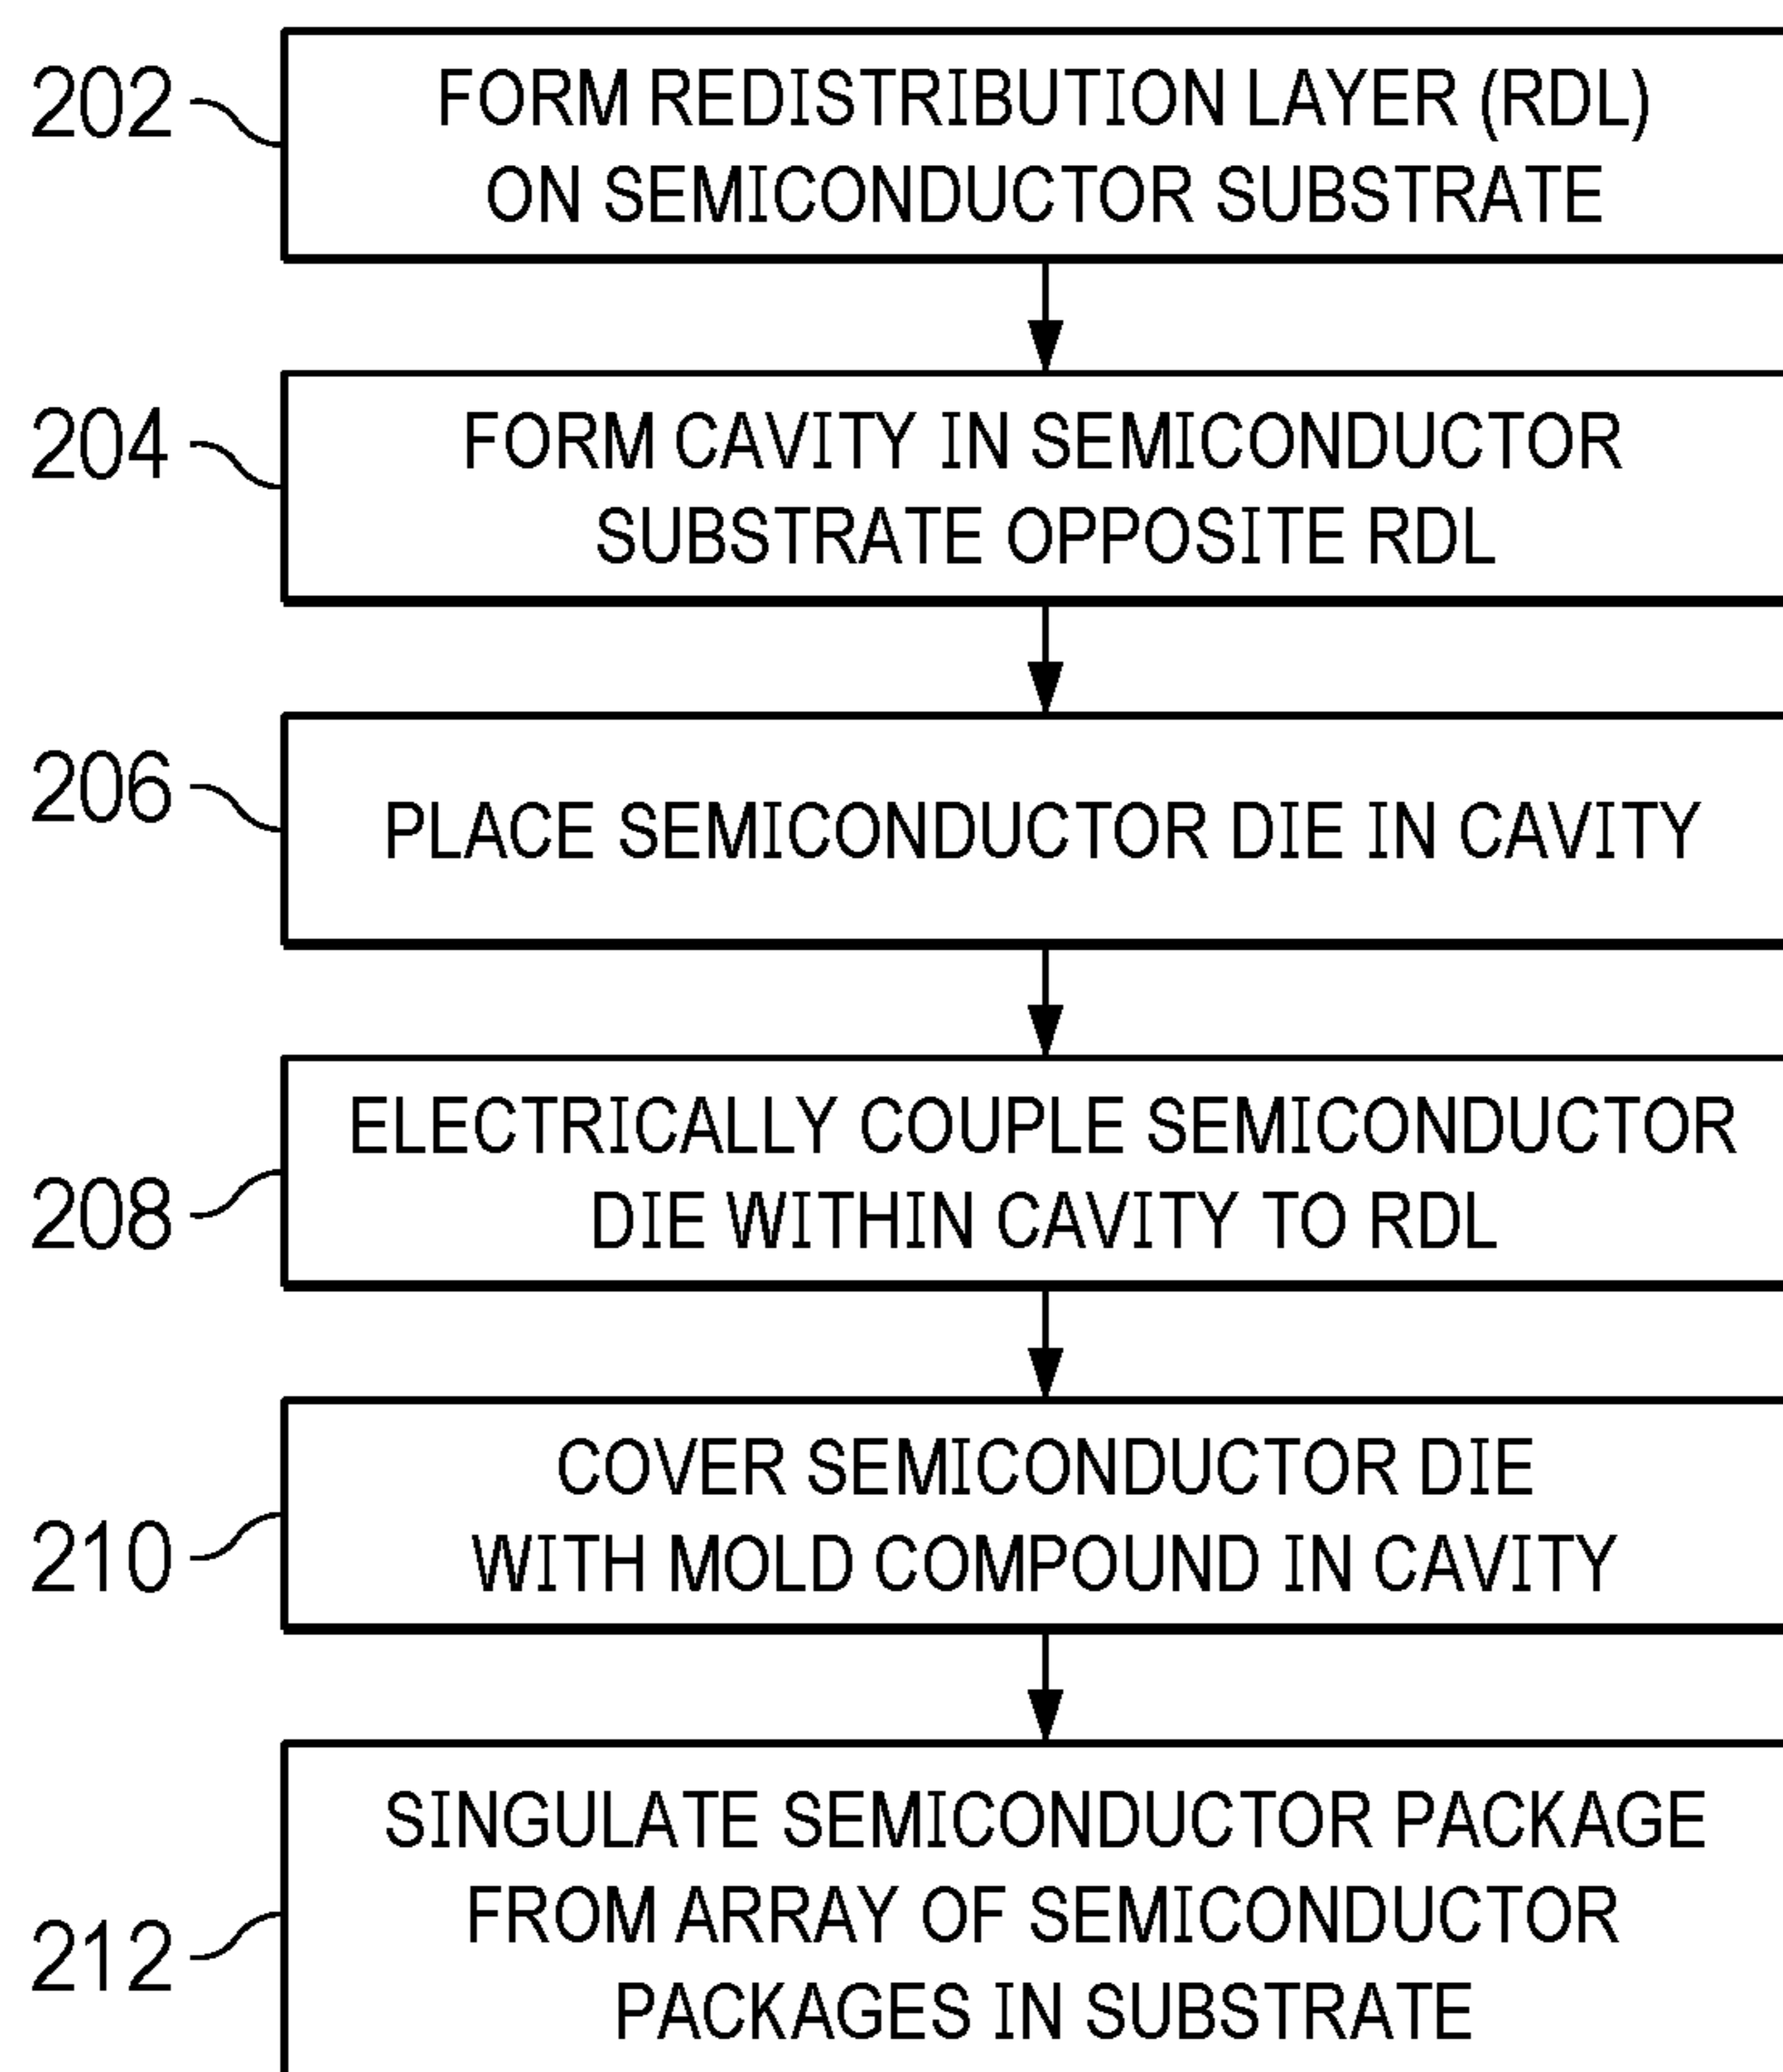 202
FORM REDISTRIBUTION LAYER (RDL)
ON SEMICONDUCTOR SUBSTRATE
204
FORM CAVITY IN SEMICONDUCTOR
SUBSTRATE OPPOSITE RDL
206
PLACE SEMICONDUCTOR DIE IN CAVITY
208
ELECTRICALLY COUPLE SEMICONDUCTOR
DIE WITHIN CAVITY TO RDL
210
COVER SEMICONDUCTOR DIE
WITH MOLD COMPOUND IN CAVITY
212
SINGULATE SEMICONDUCTOR PACKAGE
FROM ARRAY OF SEMICONDUCTOR
PACKAGES IN SUBSTRATE